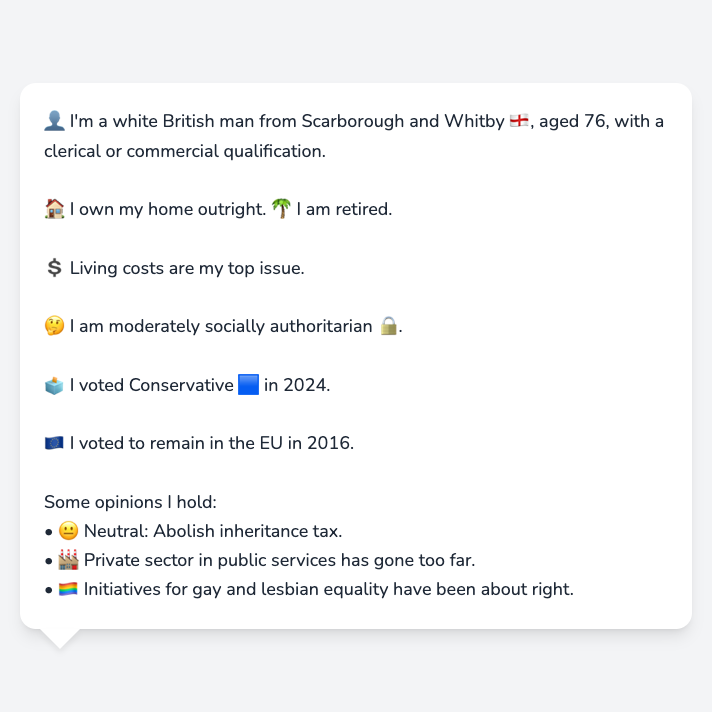 👤 I'm a white British man from Scarborough and Whitby 🏴󠁧󠁢󠁥󠁮󠁧󠁿, aged 76, with a
clerical or commercial qualification.
🏠 I own my home outright. 🌴 I am retired.
💲 Living costs are my top issue.
🤔 I am moderately socially authoritarian 🔒.
🗳️ I voted Conservative 🟦 in 2024.
🇪🇺 I voted to remain in the EU in 2016.
Some opinions I hold:
• 😐 Neutral: Abolish inheritance tax.
• 🏭 Private sector in public services has gone too far.
• 🏳️‍🌈 Initiatives for gay and lesbian equality have been about right.